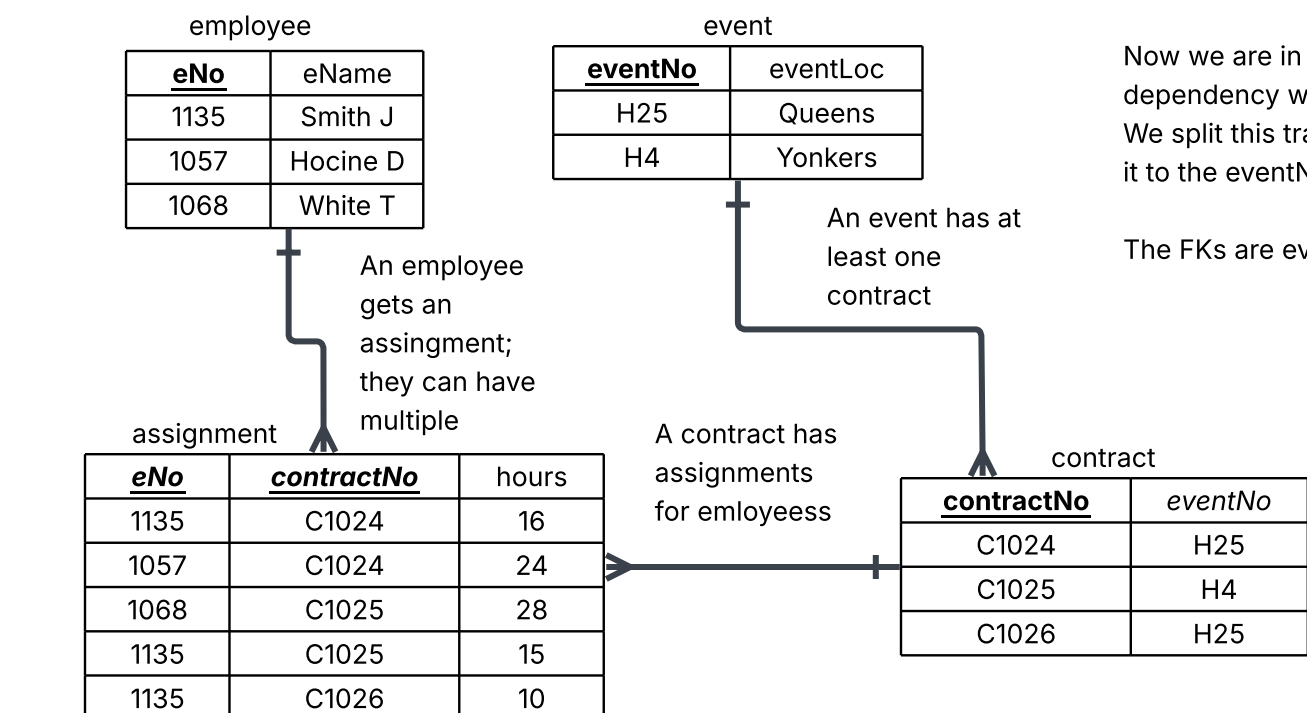 employee
eNo eName
1135 Smith J
1057 Hocine D
1068 White T
event
eventNo eventLoc
H25 Queens
H4 Yonkers
Now we are in
dependency
We split this
it to the
The FKs are
An employee
gets an
assingment;
they can have
multiple
An event has at
least one
contract
assignment
eNo contractNo hours
1135 C1024 16
1057 C1024 24
1068 C1025 28
1135 C1025 15
1135 C1026 10
A contract has
assignments
for emloyeess
contract
contractNo eventNo
C1024 H25
C1025 H4
C1026 H25